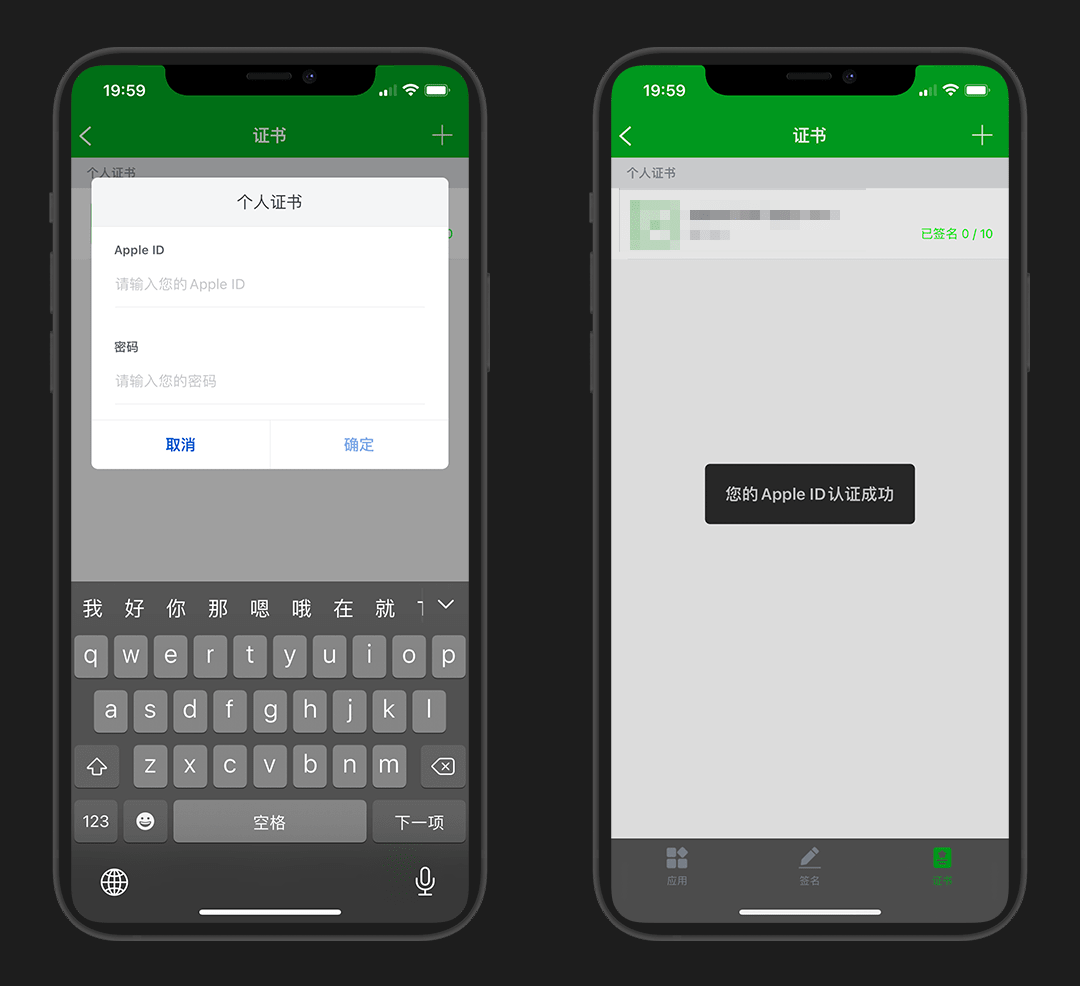 19:59
证书
个人证书
个人证书
Apple ID
请输入您的 Apple ID
密码
请输入您的密码
取消
确定
我 好 你 那 嗯 哦 在 就
q w e r t y u i o p
a s d f g h j k l
z x c v b n m
123
空格
下一项
19:59
证书
个人证书
已签名 0 / 10
您的 Apple ID 认证成功
应用
签名
证书